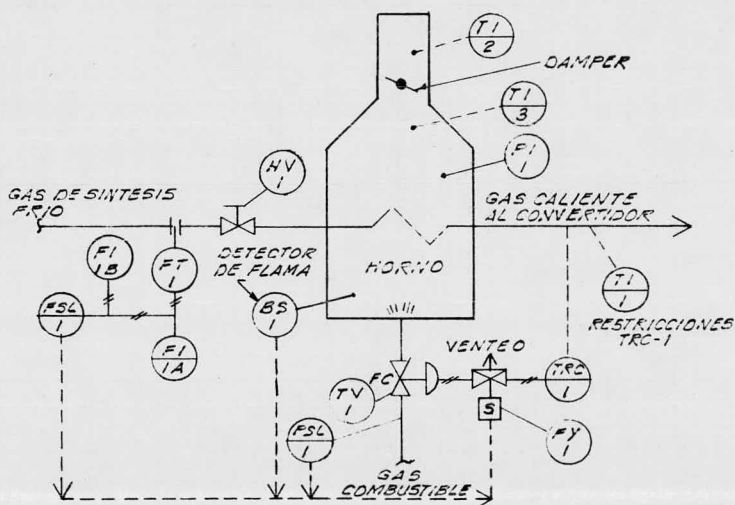 TI
2
DAMPER
TI
3
HV
1
PI
1
GAS DE SINTESIS
FRIO
GAS CALIENTE
AL CONVERTIDOR
FI
1B
FT
1
DETECTOR
DE FLAMA
HORNO
FSL
1
BS
1
TI
1
RESTRICCIONES
TRC-1
FI
1A
VENTEO
FC
TRC
1
TV
1
S
PSL
1
FY
1
GAS
COMBUSTIBLE